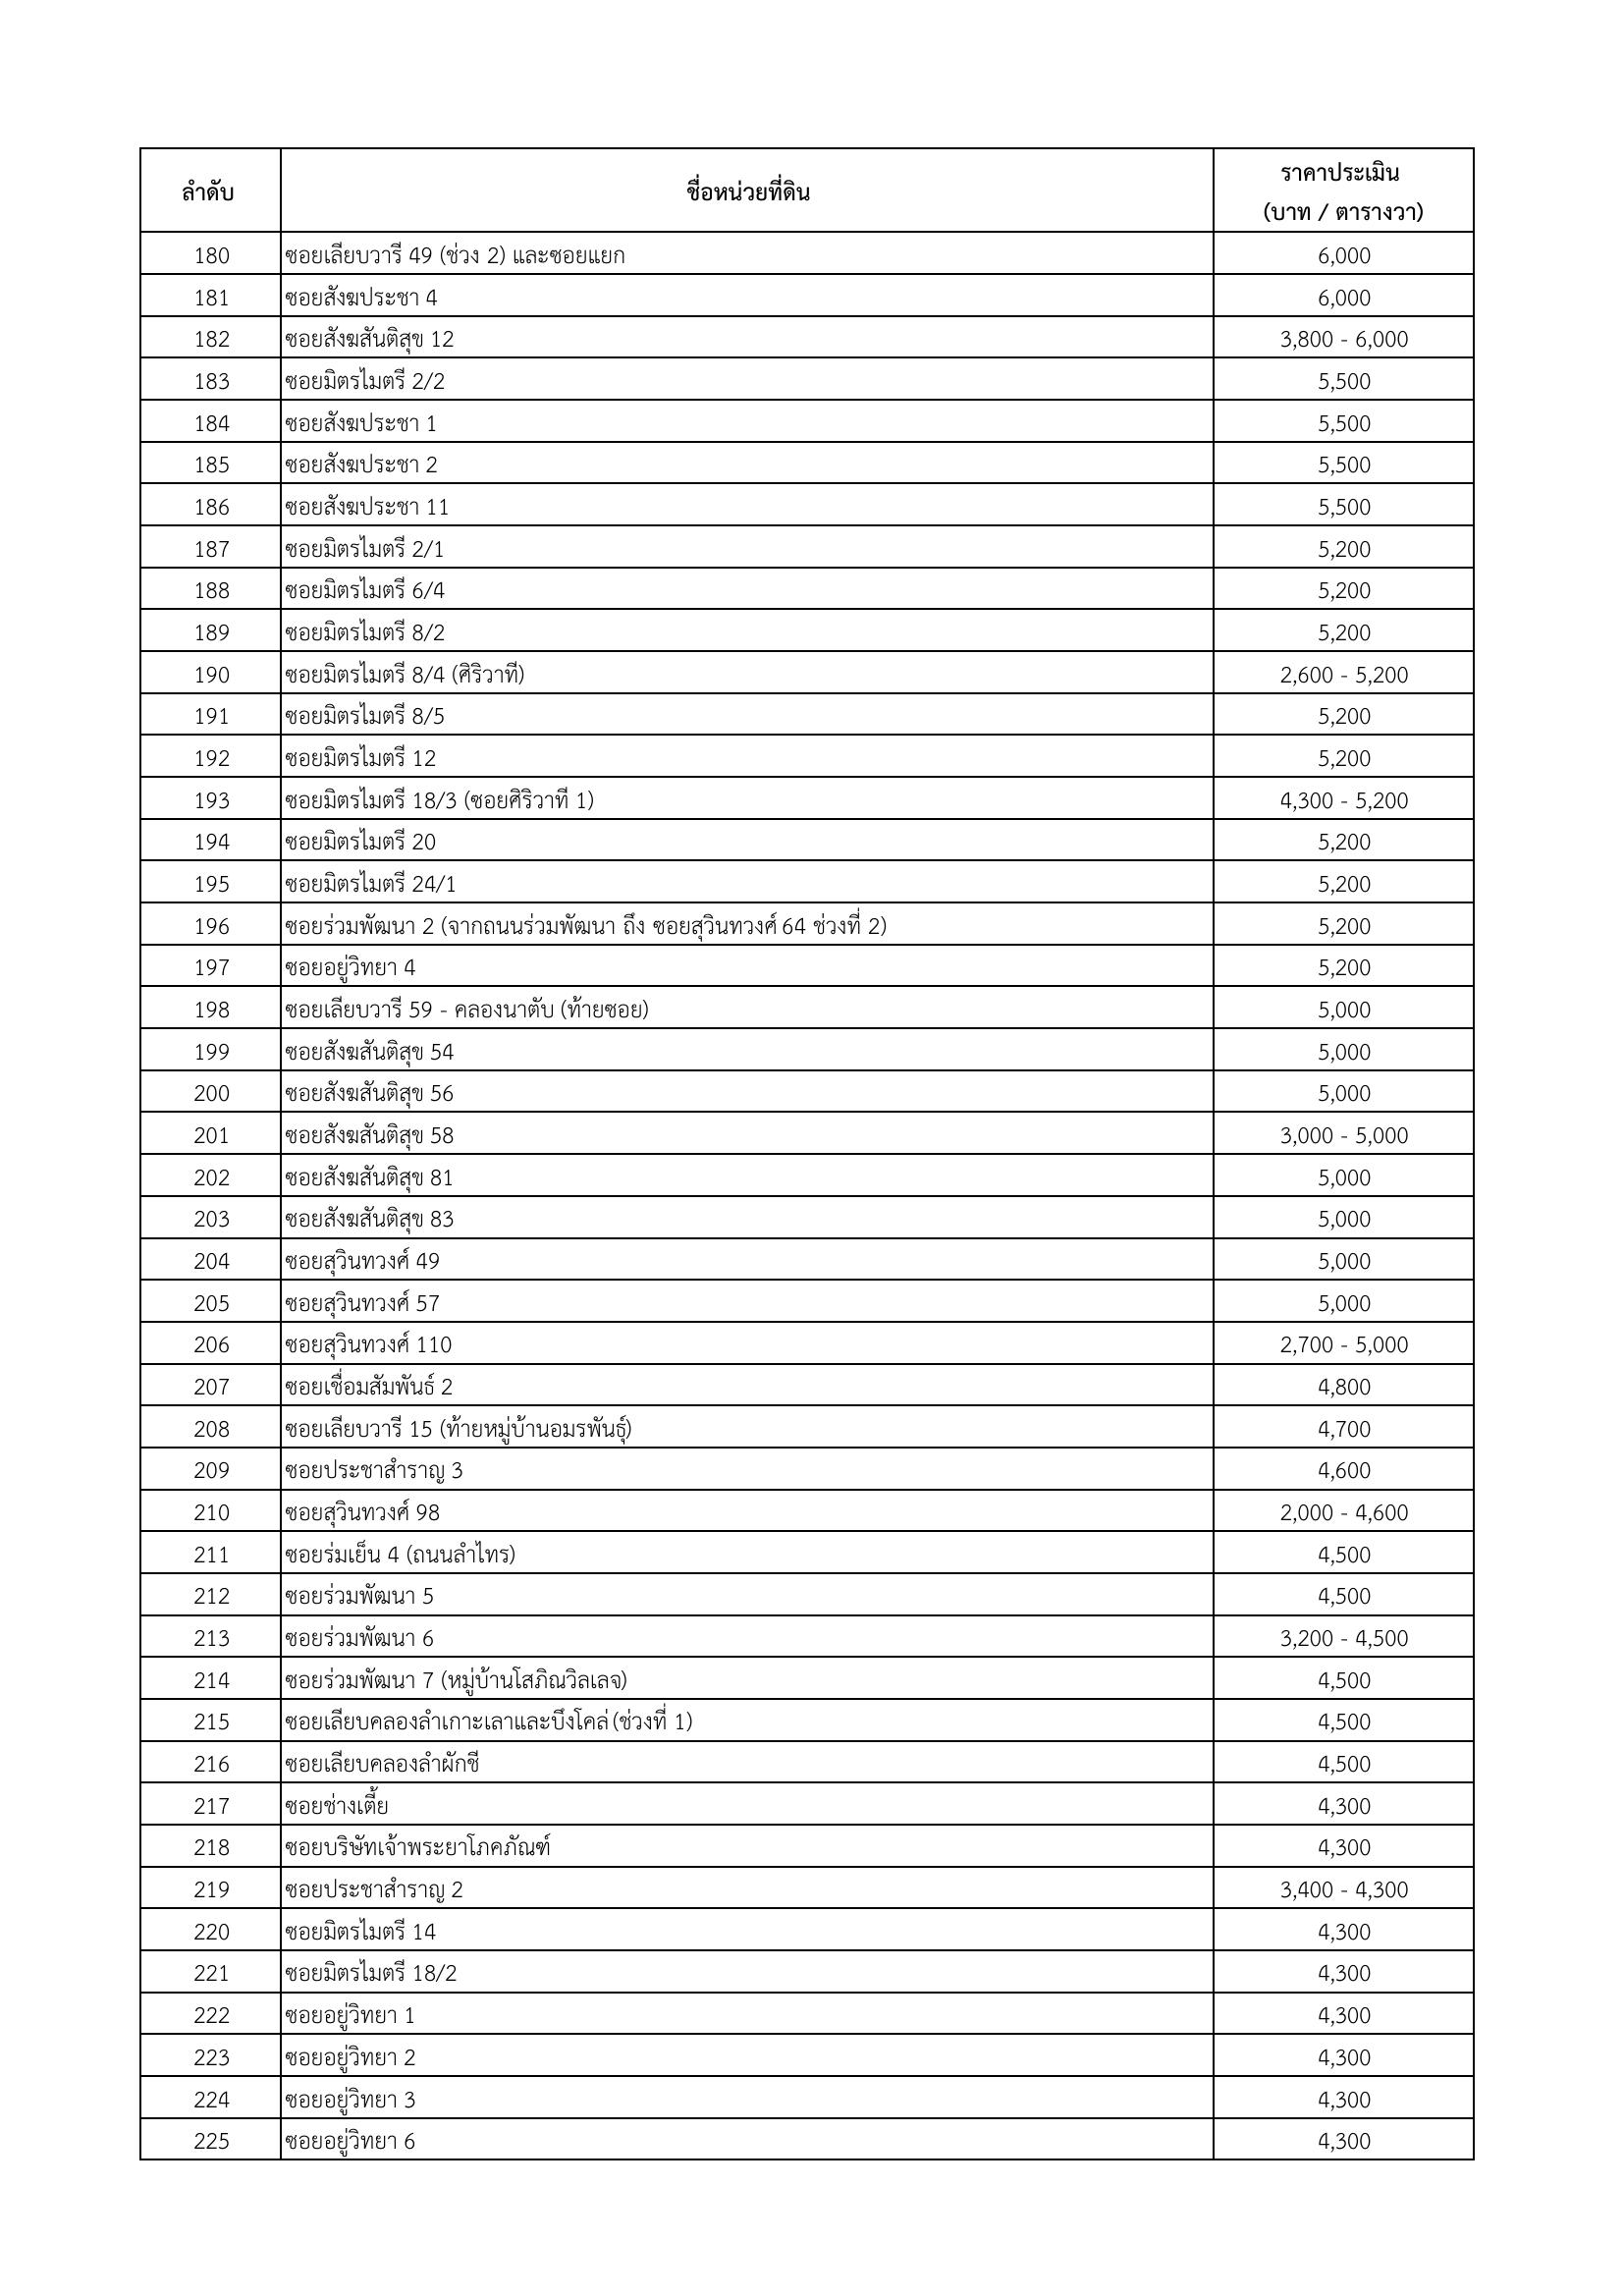 ลำดับ ชื่อหน่วยที่ดิน ราคาประเมิน
(บาท / ตารางวา)
180 ซอยเลียบวารี 49 (ช่วง 2) และซอยแยก 6,000
181 ซอยสังฆประชา 4 6,000
182 ซอยสังฆสันติสุข 12 3,800 - 6,000
183 ซอยมิตรไมตรี 2/2 5,500
184 ซอยสังฆประชา 1 5,500
185 ซอยสังฆประชา 2 5,500
186 ซอยสังฆประชา 11 5,500
187 ซอยมิตรไมตรี 2/1 5,200
188 ซอยมิตรไมตรี 6/4 5,200
189 ซอยมิตรไมตรี 8/2 5,200
190 ซอยมิตรไมตรี 8/4 (ศิริวาที) 2,600 - 5,200
191 ซอยมิตรไมตรี 8/5 5,200
192 ซอยมิตรไมตรี 12 5,200
193 ซอยมิตรไมตรี 18/3 (ซอยศิริวาที 1) 4,300 - 5,200
194 ซอยมิตรไมตรี 20 5,200
195 ซอยมิตรไมตรี 24/1 5,200
196 ซอยร่วมพัฒนา 2 (จากถนนร่วมพัฒนา ถึง ซอยสุวินทวงศ์ 64 ช่วงที่ 2) 5,200
197 ซอยอยู่วิทยา 4 5,200
198 ซอยเลียบวารี 59 - คลองนาตับ (ท้ายซอย) 5,000
199 ซอยสังฆสันติสุข 54 5,000
200 ซอยสังฆสันติสุข 56 5,000
201 ซอยสังฆสันติสุข 58 3,000 - 5,000
202 ซอยสังฆสันติสุข 81 5,000
203 ซอยสังฆสันติสุข 83 5,000
204 ซอยสุวินทวงศ์ 49 5,000
205 ซอยสุวินทวงศ์ 57 5,000
206 ซอยสุวินทวงศ์ 110 2,700 - 5,000
207 ซอยเชื่อมสัมพันธ์ 2 4,800
208 ซอยเลียบวารี 15 (ท้ายหมู่บ้านอมรพันธุ์) 4,700
209 ซอยประชาสำราญ 3 4,600
210 ซอยสุวินทวงศ์ 98 2,000 - 4,600
211 ซอยร่มเย็น 4 (ถนนลำไทร) 4,500
212 ซอยร่วมพัฒนา 5 4,500
213 ซอยร่วมพัฒนา 6 3,200 - 4,500
214 ซอยร่วมพัฒนา 7 (หมู่บ้านโสภิณวิลเลจ) 4,500
215 ซอยเลียบคลองลำเกาะเลาและบึงโคล่ (ช่วงที่ 1) 4,500
216 ซอยเลียบคลองลำผักชี 4,500
217 ซอยช่างเตี้ย 4,300
218 ซอยบริษัทเจ้าพระยาโภคภัณฑ์ 4,300
219 ซอยประชาสำราญ 2 3,400 - 4,300
220 ซอยมิตรไมตรี 14 4,300
221 ซอยมิตรไมตรี 18/2 4,300
222 ซอยอยู่วิทยา 1 4,300
223 ซอยอยู่วิทยา 2 4,300
224 ซอยอยู่วิทยา 3 4,300
225 ซอยอยู่วิทยา 6 4,300